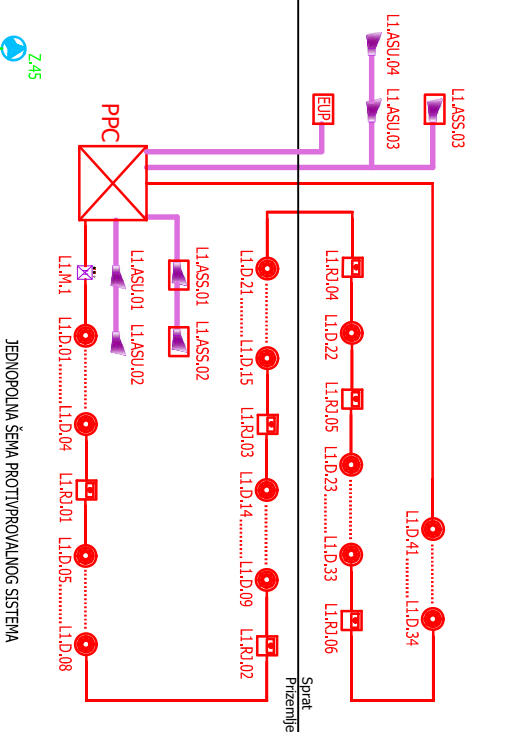 L1.ASS.03
L1.ASU.04
L1.ASU.03
EUP
Z.45
PPC
L1.RJ.04
L1.D.22
L1.RJ.05
L1.D.23............L1.D.33
L1.RJ.06
L1.D.41............L1.D.34
L1.D.21............L1.D.15
L1.RJ.03
L1.D.14............L1.D.09
L1.RJ.02
L1.ASS.01
L1.ASS.02
L1.ASU.01
L1.ASU.02
L1.M.1
L1.D.01............L1.D.04
L1.RJ.01
L1.D.05............L1.D.08
Sprat
Prizemlje
JEDNOPOLNA ŠEMA PROTIVPROVALNOG SISTEMA